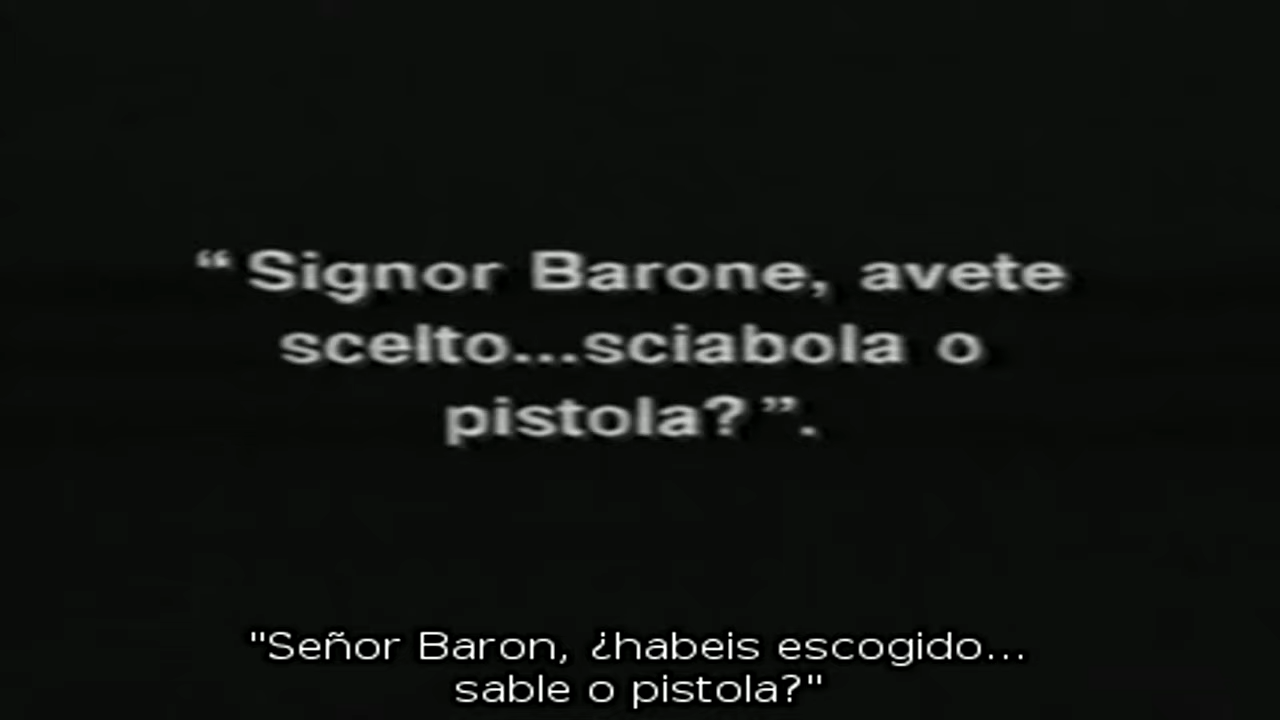 “ Signor Barone, avete
scelto...sciabola o
pistola? ”.
"Señor Baron, ¿habeis escogido...
sable o pistola?"